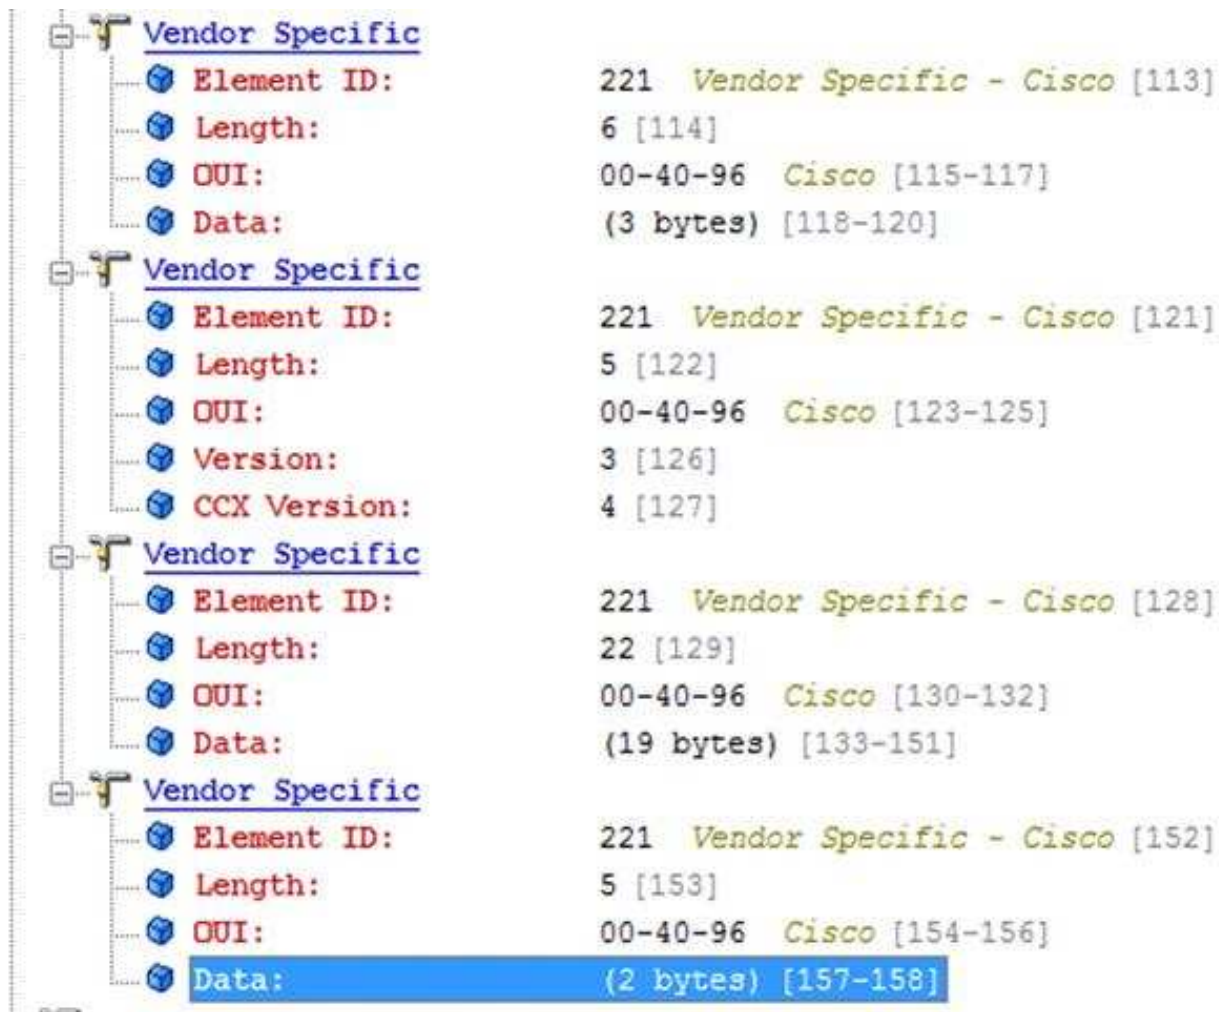 Vendor Specific
Element ID: 221 Vendor Specific - Cisco [113]
Length: 6 [114]
OUI: 00-40-96 Cisco [115-117]
Data: (3 bytes) [118-120]
Vendor Specific
Element ID: 221 Vendor Specific - Cisco [121]
Length: 5 [122]
OUI: 00-40-96 Cisco [123-125]
Version: 3 [126]
CCX Version: 4 [127]
Vendor Specific
Element ID: 221 Vendor Specific - Cisco [128]
Length: 22 [129]
OUI: 00-40-96 Cisco [130-132]
Data: (19 bytes) [133-151]
Vendor Specific
Element ID: 221 Vendor Specific - Cisco [152]
Length: 5 [153]
OUI: 00-40-96 Cisco [154-156]
Data: (2 bytes) [157-158]